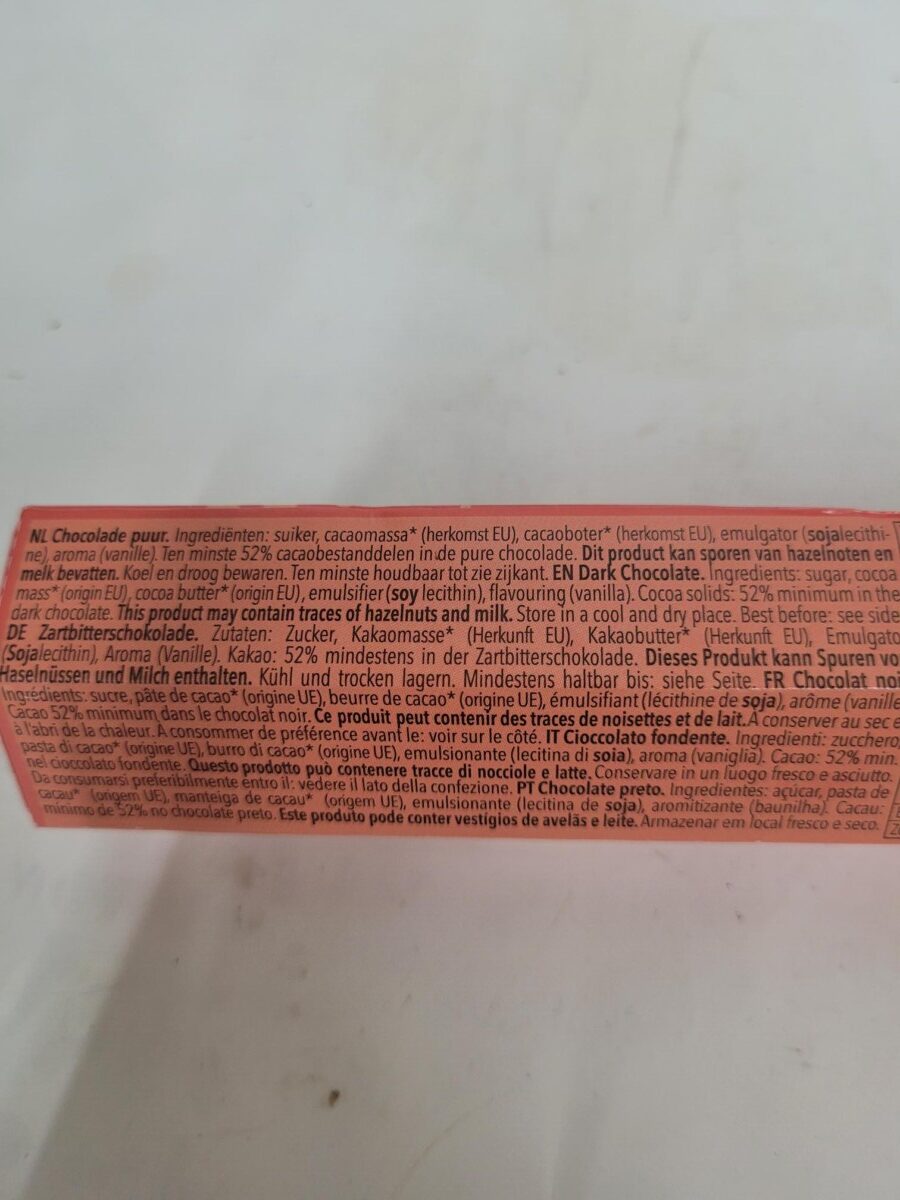 NL Chocolade puur. Ingrediënten: suiker, cacaomassa* (herkomst EU), cacaoboter* (herkomst EU), emulgator (sojalecithi-
ne), aroma (vanille). Ten minste 52% cacaobestanddelen in de pure chocolade. Dit product kan sporen van hazelnoten en
melk bevatten. Koel en droog bewaren. Ten minste houdbaar tot zie zijkant. EN Dark Chocolate. Ingredients: sugar, cocoa
mass* (origin EU), cocoa butter* (origin EU), emulsifier (soy lecithin), flavouring (vanilla). Cocoa solids: 52% minimum in the
dark chocolate. This product may contain traces of hazelnuts and milk. Store in a cool and dry place. Best before: see side
DE Zartbitterschokolade. Zutaten: Zucker, Kakaomasse* (Herkunft EU), Kakaobutter* (Herkunft EU), Emulgato
(Sojalecithin), Aroma (Vanille). Kakao: 52% mindestens in der Zartbitterschokolade. Dieses Produkt kann Spuren vo
Haselnüssen und Milch enthalten. Kühl und trocken lagern. Mindestens haltbar bis: siehe Seite. FR Chocolat noi
Ingrédients: sucre, pâte de cacao* (origine UE), beurre de cacao* (origine UE), émulsifiant (lécithine de soja), arôme (vanille
Cacao 52% minimum dans le chocolat noir. Ce produit peut contenir des traces de noisettes et de lait. À conserver au sec e
à l'abri de la chaleur. À consommer de préférence avant le: voir sur le côté. IT Cioccolato fondente. Ingredienti: zucchero,
pasta di cacao* (origine UE), burro di cacao* (origine UE), emulsionante (lecitina di soia), aroma (vaniglia). Cacao: 52% min.
nel cioccolato fondente. Questo prodotto può contenere tracce di nocciole e latte. Conservare in un luogo fresco e asciutto.
Da consumarsi preferibilmente entro il: vedere il lato della confezione. PT Chocolate preto. Ingredientes: açúcar, pasta de
cacau* (origem UE), manteiga de cacau* (origem UE), emulsionante (lecitina de soja), aromitizante (baunilha). Cacau:
mínimo de 52% no chocolate preto. Este produto pode conter vestígios de avelãs e leite. Armazenar em local fresco e seco.